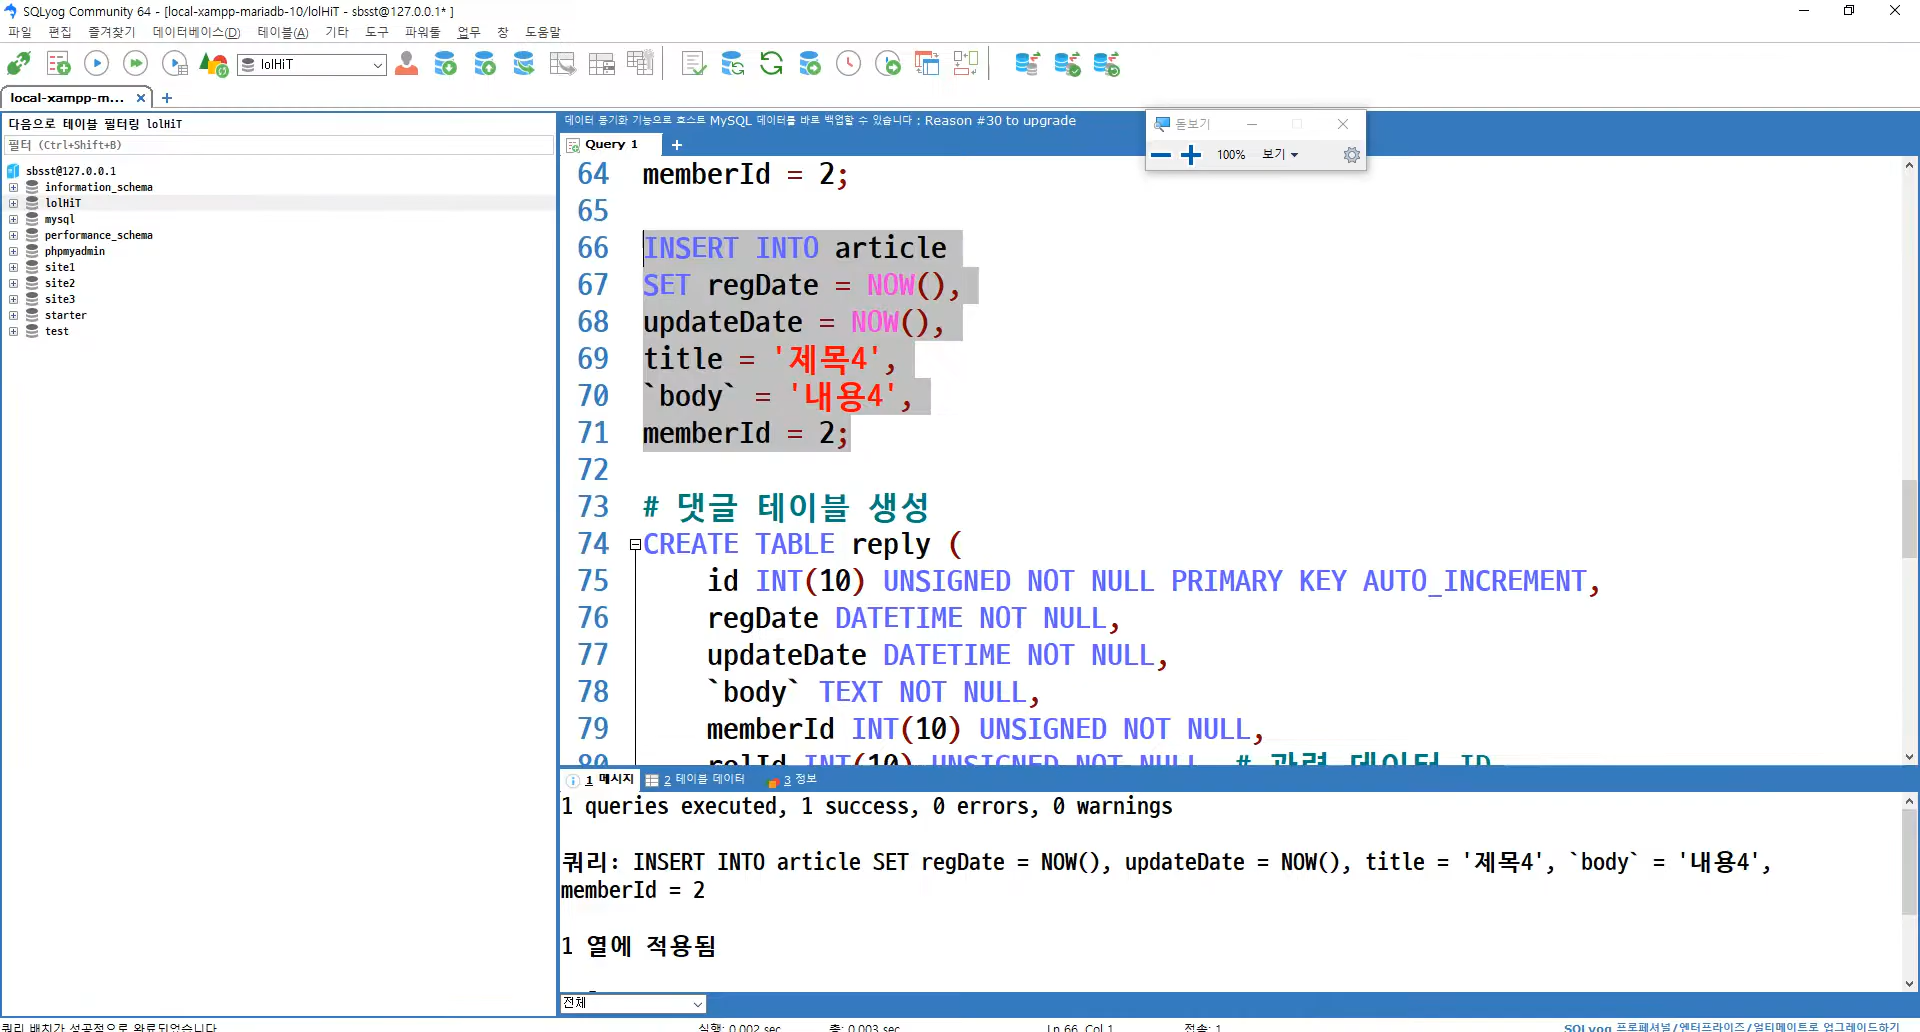 SQLyog Community 64 - [local-xampp-mariadb-10/lolHiT - sbsst@127.0.0.1* ]
파일 편집 즐겨찾기 데이터베이스(D) 테이블(A) 기타 도구 파워툴 업무 창 도움말
lolHiT
local-xampp-m... × +
다음으로 테이블 필터링 lolHiT
필터 (Ctrl+Shift+B)
sbsst@127.0.0.1
information_schema
lolHiT
mysql
performance_schema
phpmyadmin
site1
site2
site3
starter
test
데이터 동기화 기능으로 호스트 MySQL 데이터를 바로 백업할 수 있습니다 : Reason #30 to upgrade
돋보기
100% 보기
Query 1 +
64 memberId = 2;
65
66 INSERT INTO article
67 SET regDate = NOW(),
68 updateDate = NOW(),
69 title = '제목4',
70 `body` = '내용4',
71 memberId = 2;
72
73 # 댓글 테이블 생성
74 CREATE TABLE reply (
75 id INT(10) UNSIGNED NOT NULL PRIMARY KEY AUTO_INCREMENT,
76 regDate DATETIME NOT NULL,
77 updateDate DATETIME NOT NULL,
78 `body` TEXT NOT NULL,
79 memberId INT(10) UNSIGNED NOT NULL,
80 relId INT(10) UNSIGNED NOT NULL, # 관련 데이터 ID
1 메시지 2 테이블 데이터 3 정보
1 queries executed, 1 success, 0 errors, 0 warnings
쿼리: INSERT INTO article SET regDate = NOW(), updateDate = NOW(), title = '제목4', `body` = '내용4',
memberId = 2
1 열에 적용됨
전체
쿼리 배치가 성공적으로 완료되었습니다
실행: 0.002 sec 총: 0.003 sec Ln 66, Col 1 접속: 1 SQLyog 프로페셔널/엔터프라이즈/얼티메이트로 업그레이드하기